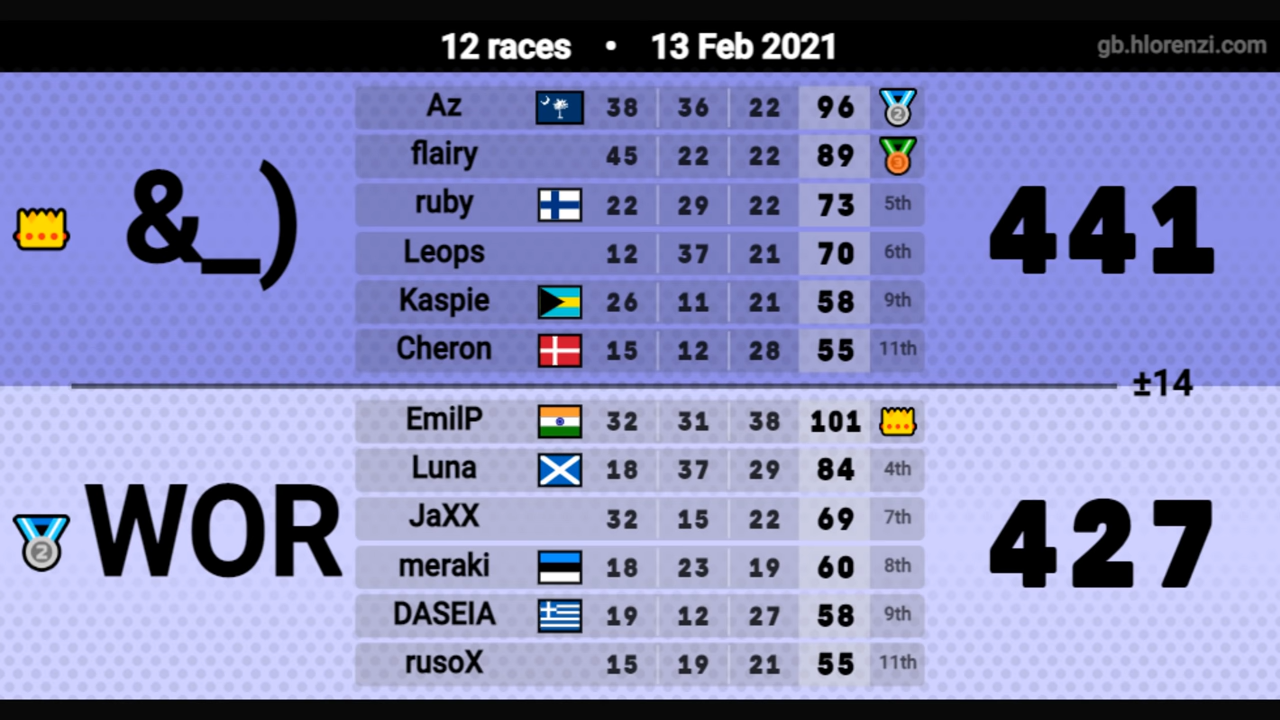 12 races • 13 Feb 2021
gb.hlorenzi.com
&_)
Az 38 36 22 96 2
flairy 45 22 22 89 3
ruby 22 29 22 73 5th
Leops 12 37 21 70 6th
Kaspie 26 11 21 58 9th
Cheron 15 12 28 55 11th
441
±14
2 WOR
EmilP 32 31 38 101
Luna 18 37 29 84 4th
JaXX 32 15 22 69 7th
meraki 18 23 19 60 8th
DASEIA 19 12 27 58 9th
rusoX 15 19 21 55 11th
427